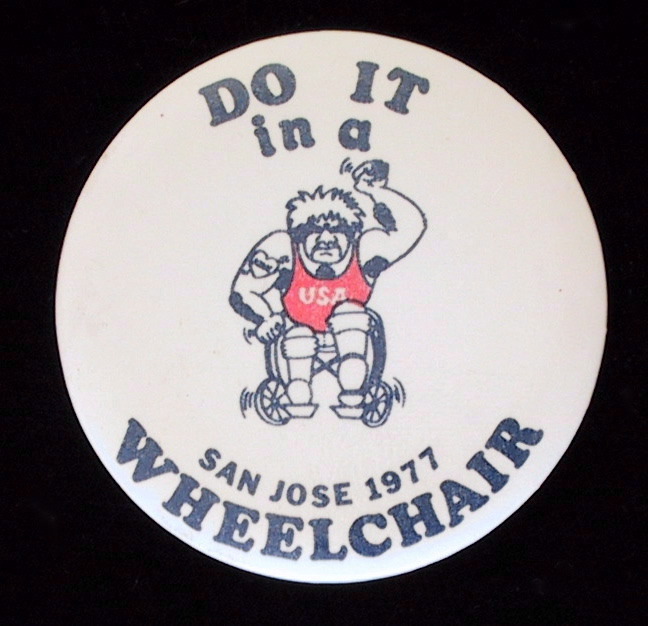 DO IT
in a
USA
SAN JOSE 1977
WHEELCHAIR